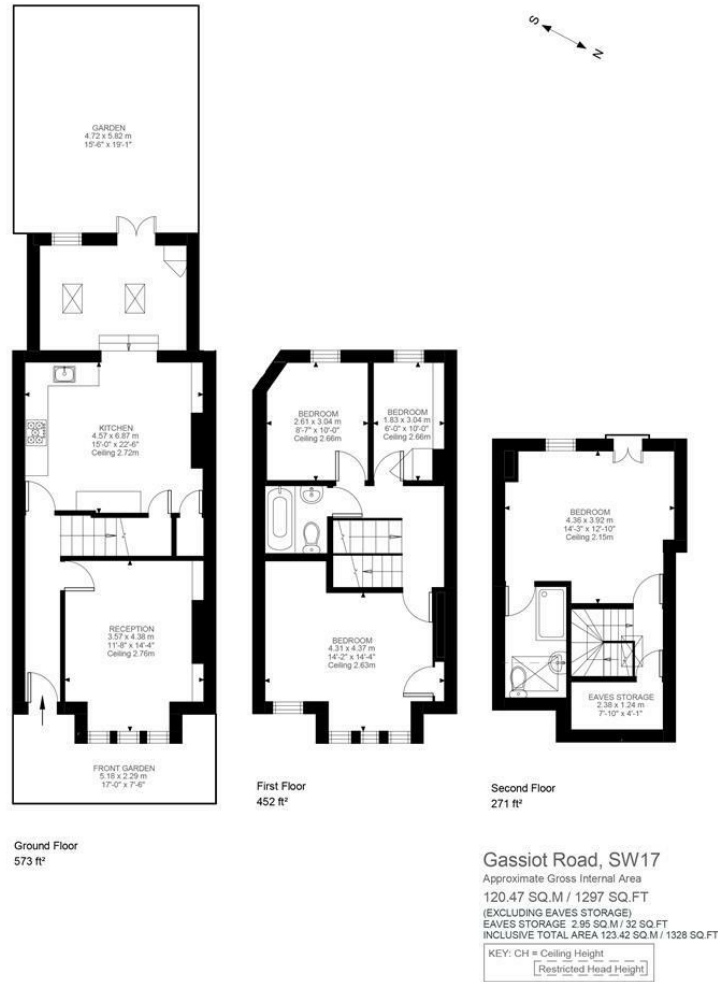 S
N
GARDEN
4.72 x 5.82 m
15'-6" x 19'-1"
KITCHEN
4.57 x 6.87 m
15'-0" x 22'-6"
Ceiling 2.72m
RECEPTION
3.57 x 4.38 m
11'-8" x 14'-4"
Ceiling 2.76m
FRONT GARDEN
5.18 x 2.29 m
17'-0" x 7'-6"
Ground Floor
573 ft²
BEDROOM
2.61 x 3.04 m
8'-7" x 10'-0"
Ceiling 2.66m
BEDROOM
1.83 x 3.04 m
6'-0" x 10'-0"
Ceiling 2.66m
BEDROOM
4.31 x 4.37 m
14'-2" x 14'-4"
Ceiling 2.63m
First Floor
452 ft²
BEDROOM
4.36 x 3.92 m
14'-3" x 12'-10"
Ceiling 2.15m
EAVES STORAGE
2.38 x 1.24 m
7'-10" x 4'-1"
Second Floor
271 ft²
Gassiot Road, SW17
Approximate Gross Internal Area
120.47 SQ.M / 1297 SQ.FT
(EXCLUDING EAVES STORAGE)
EAVES STORAGE 2.95 SQ.M / 32 SQ.FT
INCLUSIVE TOTAL AREA 123.42 SQ.M / 1328 SQ.FT
KEY: CH = Ceiling Height
Restricted Head Height